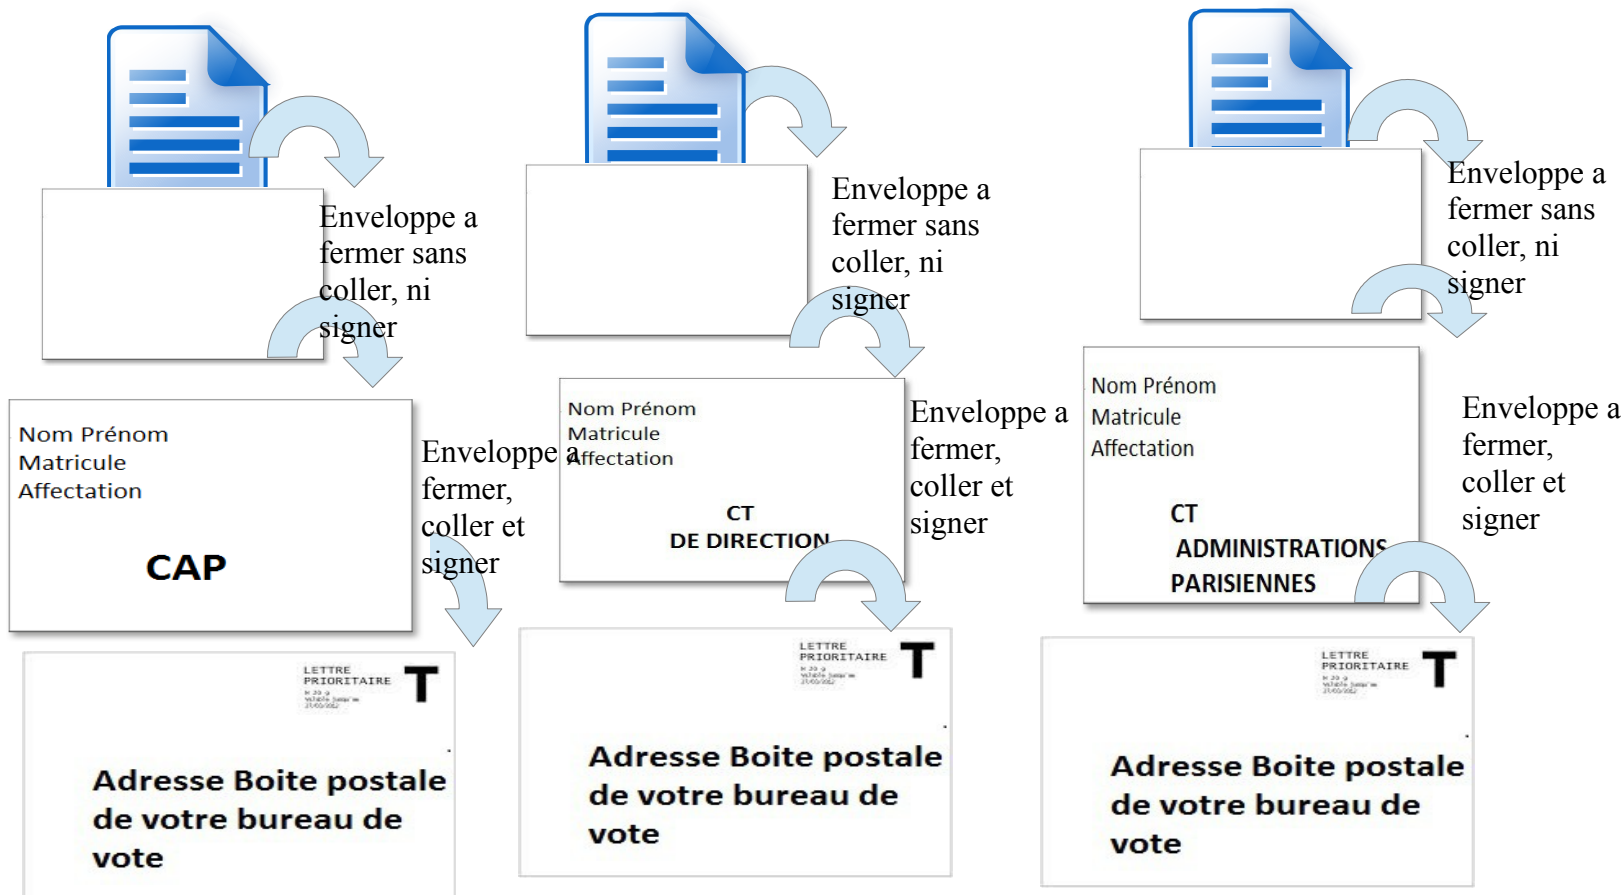 Enveloppe a
fermer sans
coller, ni
signer
Nom Prénom
Matricule
Affectation
CAP
Enveloppe a
fermer,
coller et
signer
LETTRE
PRIORITAIRE
T
Adresse Boite postale
de votre bureau de
vote
Enveloppe a
fermer sans
coller, ni
signer
Nom Prénom
Matricule
Affectation
CT
DE DIRECTION
Enveloppe a
fermer,
coller et
signer
LETTRE
PRIORITAIRE
T
Adresse Boite postale
de votre bureau de
vote
Enveloppe a
fermer sans
coller, ni
signer
Nom Prénom
Matricule
Affectation
CT
ADMINISTRATIONS
PARISIENNES
Enveloppe a
fermer,
coller et
signer
LETTRE
PRIORITAIRE
T
Adresse Boite postale
de votre bureau de
vote